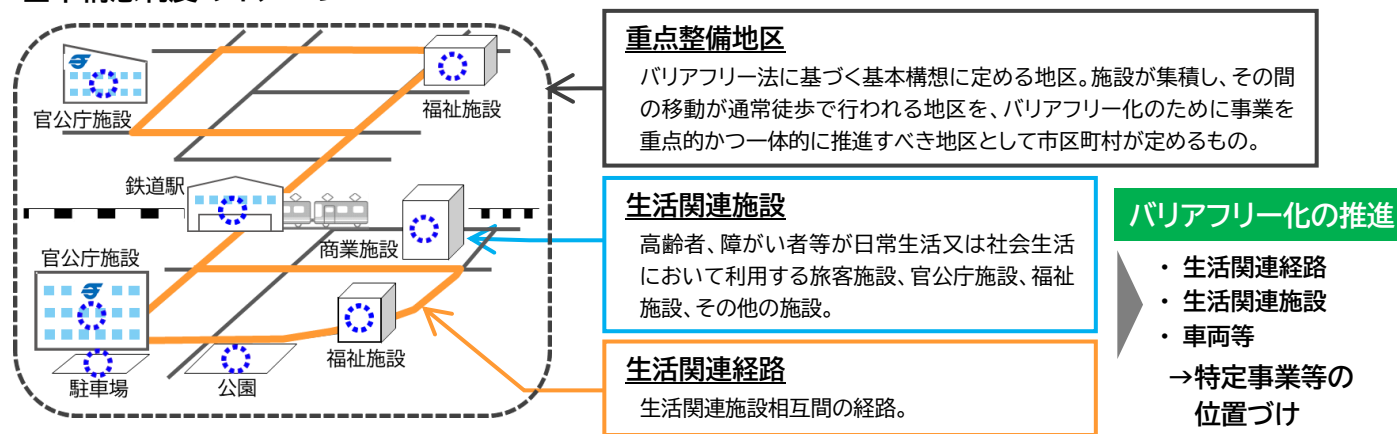 官公庁施設
福祉施設
鉄道駅
商業施設
官公庁施設
福祉施設
駐車場
公園
重点整備地区
バリアフリー法に基づく基本構想に定める地区。施設が集積し、その間
の移動が通常徒歩で行われる地区を、バリアフリー化のために事業を
重点的かつ一体的に推進すべき地区として市区町村が定めるもの。
生活関連施設
高齢者、障がい者等が日常生活又は社会生活
において利用する旅客施設、官公庁施設、福祉
施設、その他の施設。
生活関連経路
生活関連施設相互間の経路。
バリアフリー化の推進
・ 生活関連経路
・ 生活関連施設
・ 車両等
→特定事業等の
位置づけ